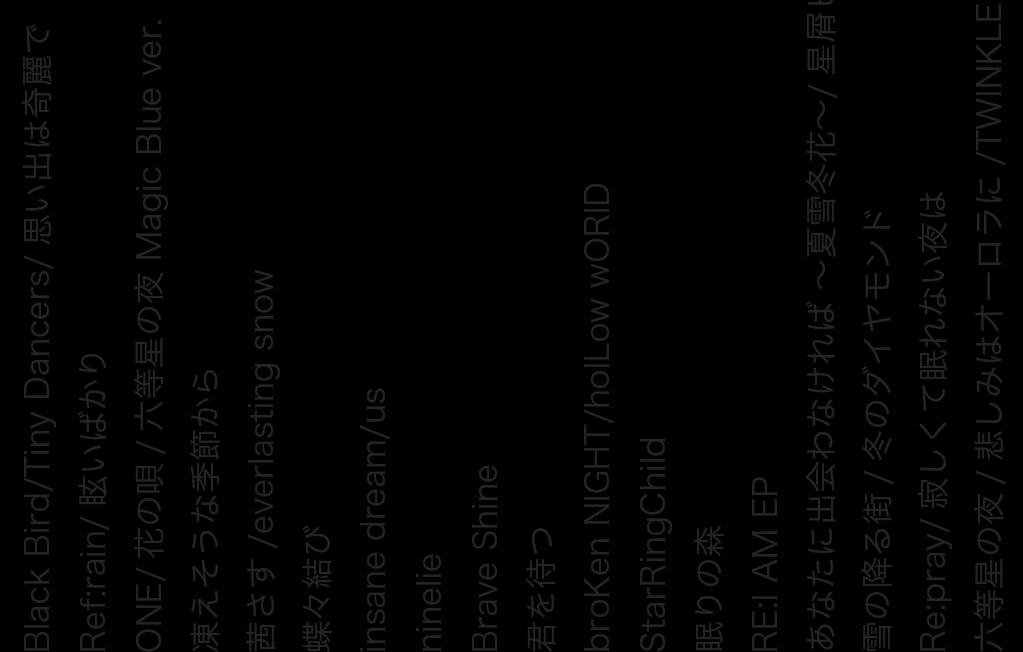 Black Bird/Tiny Dancers/ 思い出は奇麗で
Ref:rain/ 眩いばかり
ONE/ 花の唄 / 六等星の夜 Magic Blue ver.
凍えそうな季節から
茜さす /everlasting snow
蝶々結び
insane dream/us
ninelie
Brave Shine
君を待つ
broKen NIGHT/holLow wORlD
StarRingChild
眠りの森
RE:I AM EP
あなたに出会わなければ ～夏雪冬花～/ 星屑
雪の降る街 / 冬のダイヤモンド
Re:pray/ 寂しくて眠れない夜は
六等星の夜 / 悲しみはオーロラに /TWINKLE